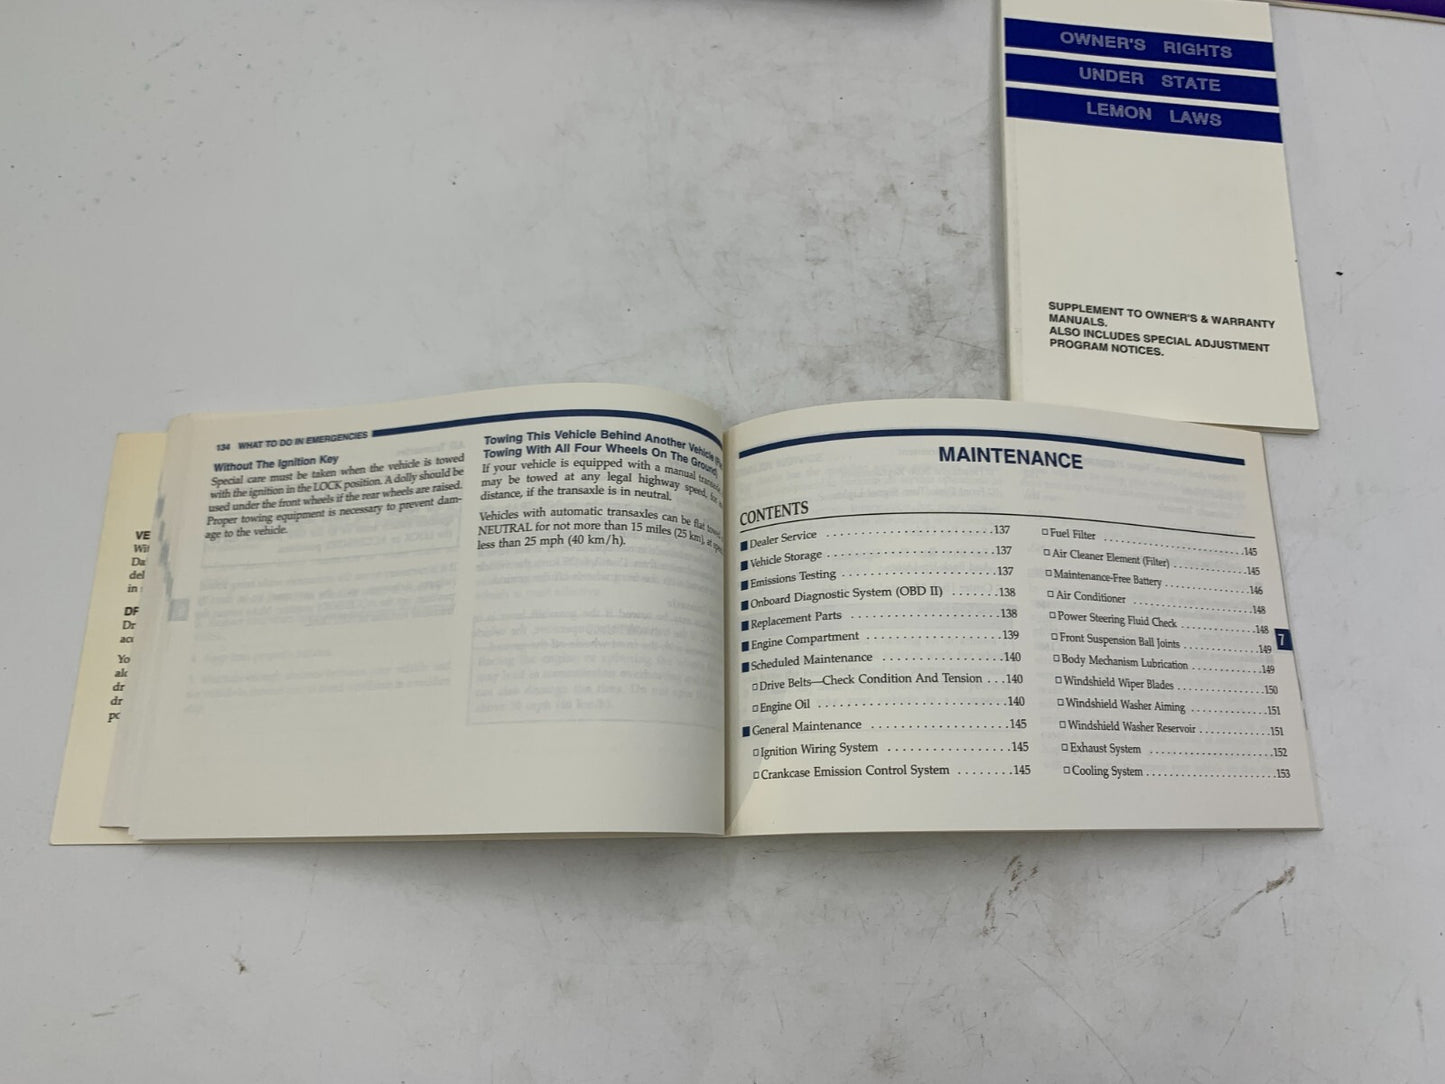 OWNER'S RIGHTS
UNDER STATE
LEMON LAWS
SUPPLEMENT TO OWNER'S & WARRANTY
MANUALS.
ALSO INCLUDES SPECIAL ADJUSTMENT
PROGRAM NOTICES.
VE
Da
del
in
DF
Dr
Yo
dr
dr
134 WHAT TO DO IN EMERGENCIES
Without The Ignition Key
Special care must be taken when the vehicle is towed
with the ignition in the LOCK position. A dolly should be
used under the front wheels if the rear wheels are raised.
Proper towing equipment is necessary to prevent dam-
age to the vehicle.
Towing This Vehicle Behind Another Vehicle
Towing With All Four Wheels On The Ground
If your vehicle is equipped with a manual
may be towed at any legal highway speed,
distance, if the transaxle is in neutral.
Vehicles with automatic transaxles can be flat
NEUTRAL for not more than 15 miles (25 km), at
less than 25 mph (40 km/h).
MAINTENANCE
CONTENTS
■ Dealer Service ....................137
■ Vehicle Storage ....................137
■ Emissions Testing ....................137
■ Onboard Diagnostic System (OBD II) .......138
■ Replacement Parts ....................138
■ Engine Compartment ....................139
■ Scheduled Maintenance ....................140
□ Drive Belts—Check Condition And Tension ...140
□ Engine Oil ....................140
■ General Maintenance ....................145
□ Ignition Wiring System ....................145
□ Crankcase Emission Control System ........145
□ Fuel Filter ....................145
□ Air Cleaner Element (Filter) ............145
□ Maintenance-Free Battery ............146
□ Air Conditioner ....................148
□ Power Steering Fluid Check ............148
□ Front Suspension Ball Joints ............149
□ Body Mechanism Lubrication ............149
□ Windshield Wiper Blades ............150
□ Windshield Washer Aiming ............151
□ Windshield Washer Reservoir ............151
□ Exhaust System ....................152
□ Cooling System ....................153
7